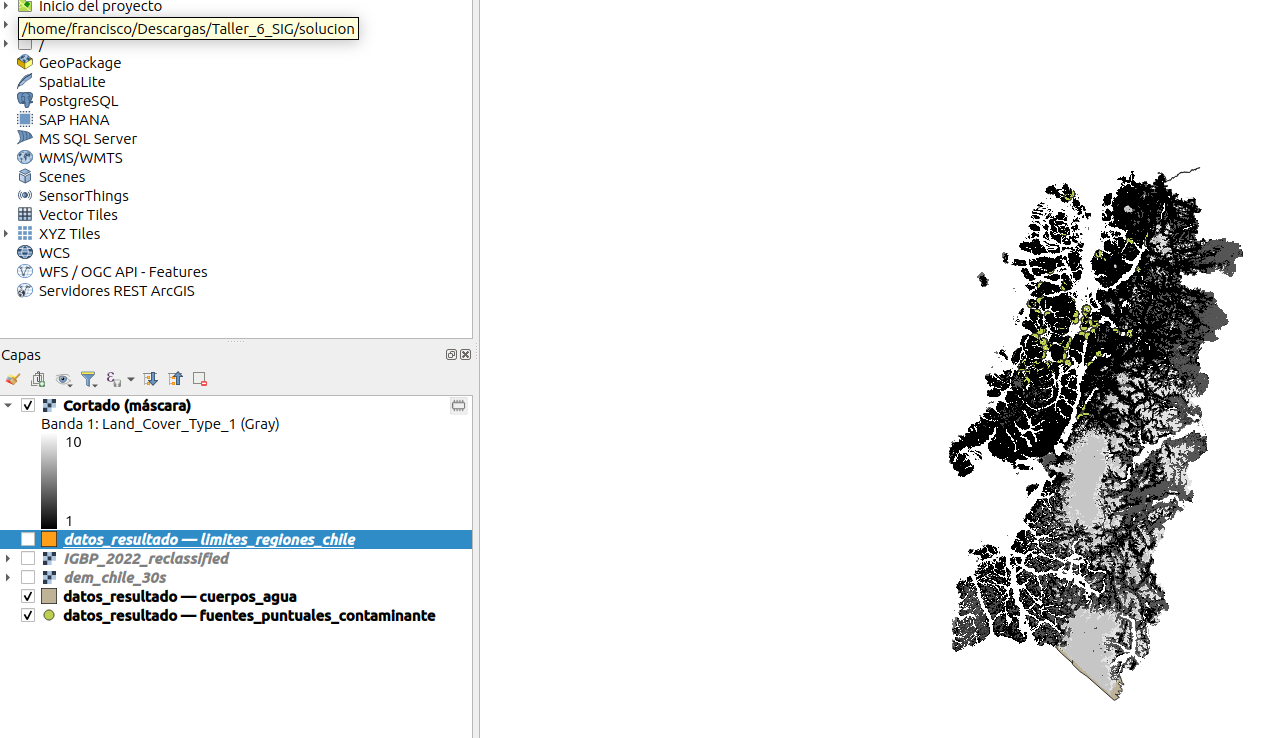 Inicio del proyecto
/home/francisco/Descargas/Taller_6_SIG/solucion
/
GeoPackage
SpatiaLite
PostgreSQL
SAP HANA
MS SQL Server
WMS/WMTS
Scenes
SensorThings
Vector Tiles
XYZ Tiles
WCS
WFS / OGC API - Features
Servidores REST ArcGIS
Capas
Cortado (máscara)
Banda 1: Land_Cover_Type_1 (Gray)
10
1
datos_resultado — limites_regiones_chile
IGBP_2022_reclassified
dem_chile_30s
datos_resultado — cuerpos_agua
datos_resultado — fuentes_puntuales_contaminante